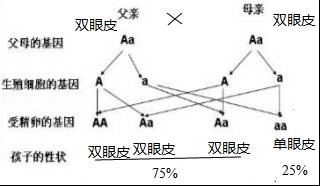 父亲 × 母亲
双眼皮 双眼皮
父母的基因 Aa Aa
生殖细胞的基因 A a A a
受精卵的基因 AA Aa Aa aa
孩子的性状 双眼皮 双眼皮 双眼皮 单眼皮
75% 25%